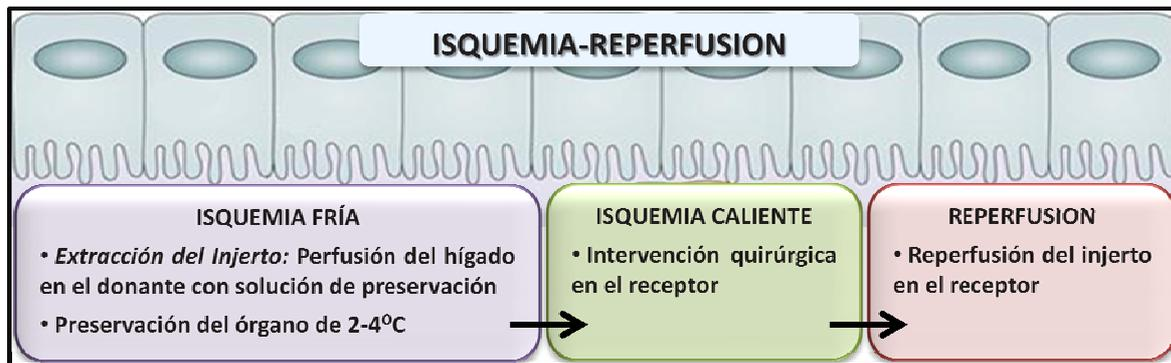 ISQUEMIA-REPERFUSION
ISQUEMIA FRÍA
• Extracción del Injerto: Perfusión del hígado
en el donante con solución de preservación
• Preservación del órgano de 2-4ºC
ISQUEMIA CALIENTE
• Intervención quirúrgica
en el receptor
REPERFUSION
• Reperfusión del injerto
en el receptor